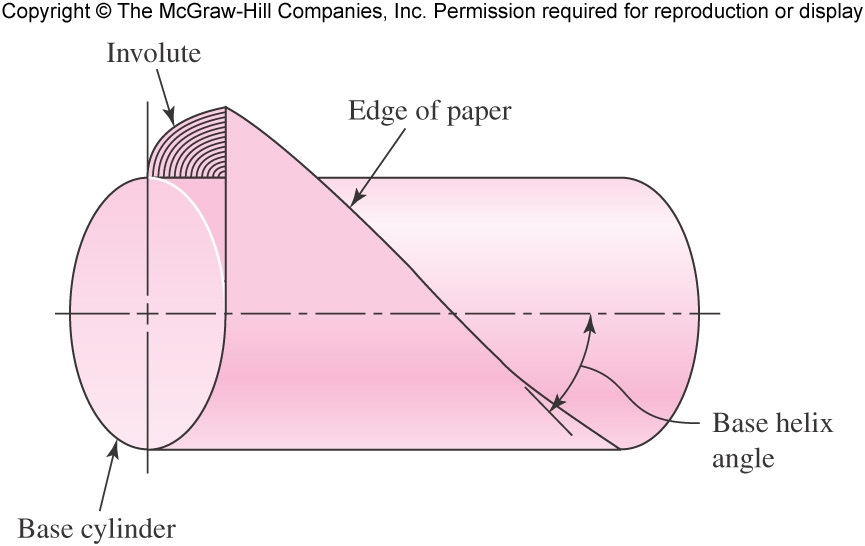 Copyright © The McGraw-Hill Companies, Inc. Permission required for reproduction or display
Involute
Edge of paper
Base helix
angle
Base cylinder